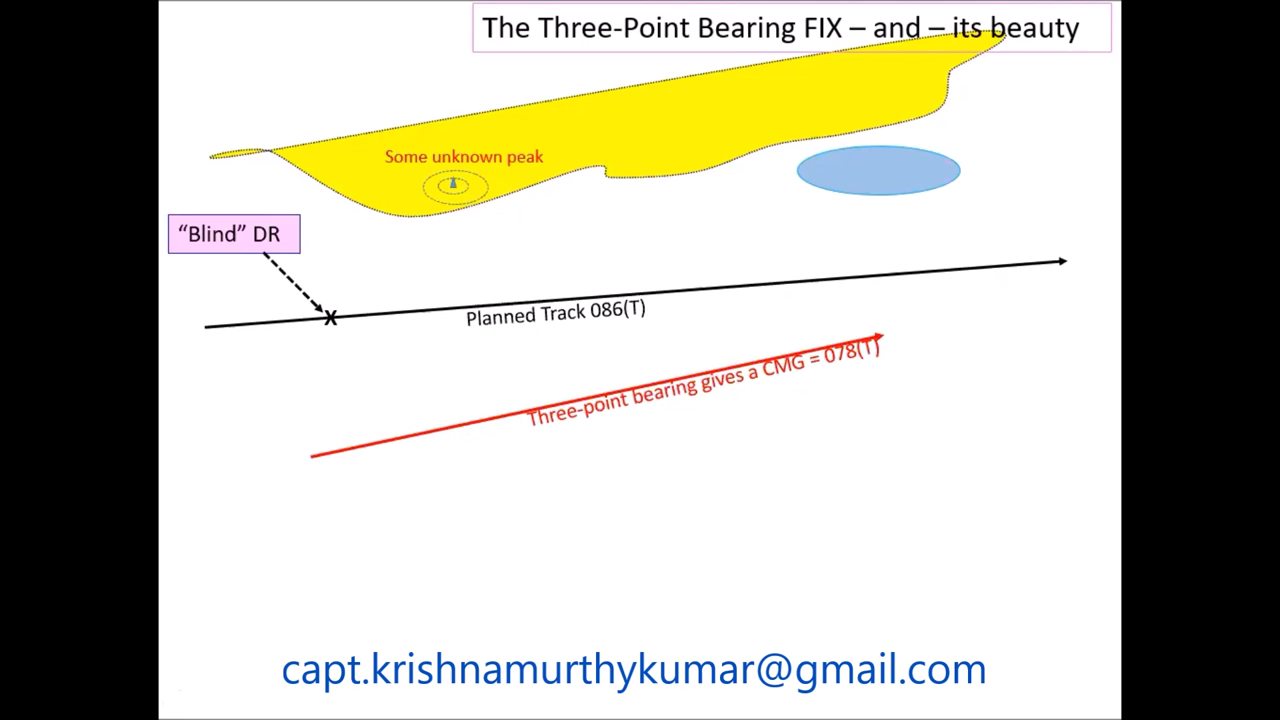 The Three-Point Bearing FIX – and – its beauty
Some unknown peak
“Blind” DR
X
Planned Track 086(T)
Three-point bearing gives a CMG = 078(T)
capt.krishnamurthykumar@gmail.com